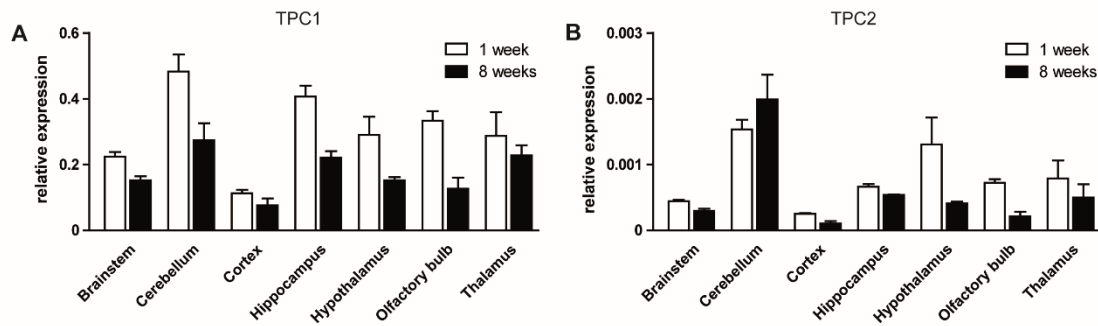 TPC1
A
relative expression
0.6
0.4
0.2
0
1 week
8 weeks
Brainstem
Cerebellum
Cortex
Hippocampus
Hypothalamus
Olfactory bulb
Thalamus
TPC2
B
relative expression
0.003
0.002
0.001
0
1 week
8 weeks
Brainstem
Cerebellum
Cortex
Hippocampus
Hypothalamus
Olfactory bulb
Thalamus